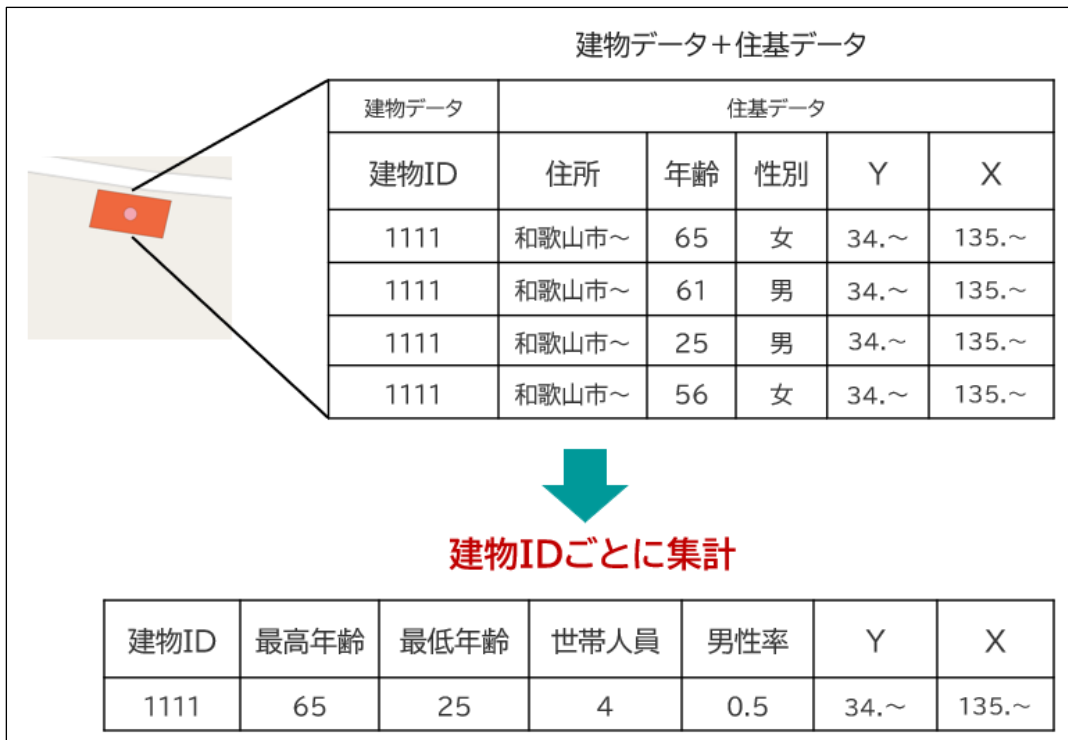 建物データ+住基データ
建物データ 住基データ
建物ID 住所 年齢 性別 Y X
1111 和歌山市~ 65 女 34.~ 135.~
1111 和歌山市~ 61 男 34.~ 135.~
1111 和歌山市~ 25 男 34.~ 135.~
1111 和歌山市~ 56 女 34.~ 135.~
建物IDごとに集計
建物ID 最高年齢 最低年齢 世帯人員 男性率 Y X
1111 65 25 4 0.5 34.~ 135.~